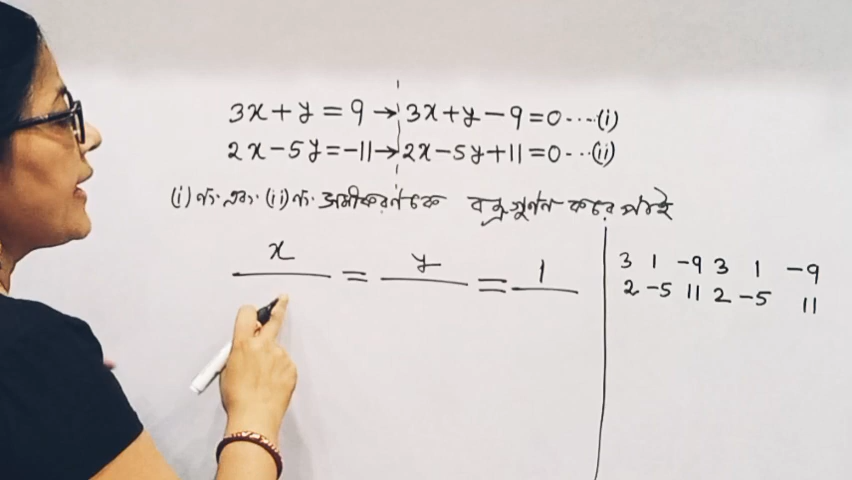 3x + y = 9 → 3x + y − 9 = 0 ----(i)
2x − 5y = −11 → 2x − 5y + 11 = 0 --- (ii)
(i) নং এবং (ii) নং সমীকরণকে বজ্রগুণন করে পাই
x/ = y/ = 1/
3 1 −9 3 1 −9
2 −5 11 2 −5 11